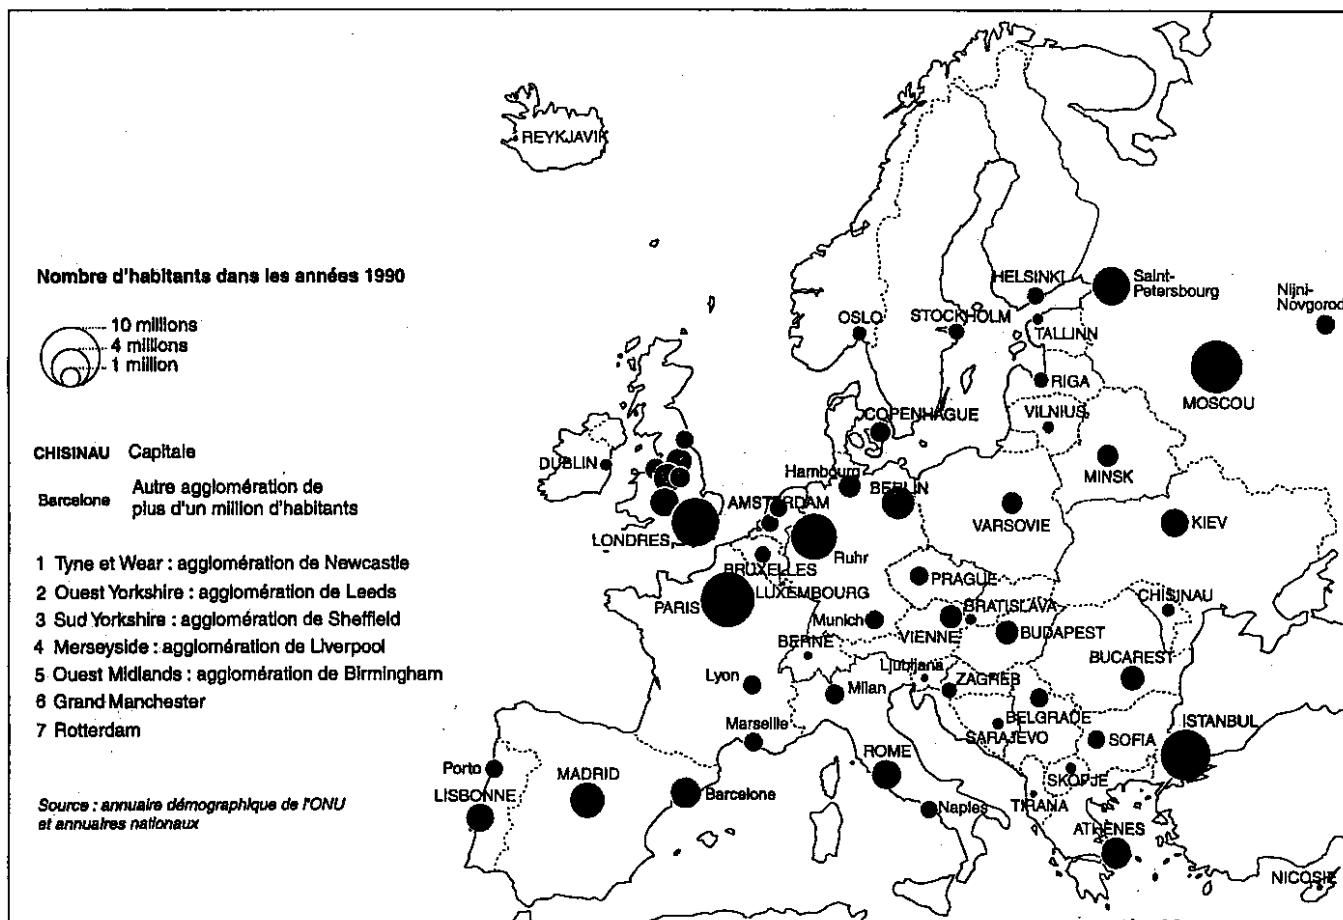 REYKJAVIK
Nombre d'habitants dans les années 1990
10 millions
4 millions
1 million
CHISINAU Capitale
Barcelone Autre agglomération de
plus d'un million d'habitants
1 Tyne et Wear : agglomération de Newcastle
2 Ouest Yorkshire : agglomération de Leeds
3 Sud Yorkshire : agglomération de Sheffield
4 Merseyside : agglomération de Liverpool
5 Ouest Midlands : agglomération de Birmingham
6 Grand Manchester
7 Rotterdam
Source : annuaire démographique de l'ONU
et annuaires nationaux
HELSINKI
Saint-
Petersbourg
Nijni-
Novgorod
OSLO
STOCKHOLM
TALLINN
RIGA
MOSCOU
VILNIUS
COPENHAGUE
DUBLIN
Hambourg
BERLIN
MINSK
AMSTERDAM
VARSOVIE
KIEV
LONDRES
Ruhr
BRUXELLES
PRAGUE
LUXEMBOURG
CHISINAU
PARIS
Munich
BRATISLAVA
VIENNE
BUDAPEST
BERNE
BUCAREST
Ljubljana
Lyon
Milan
ZAGREB
BELGRADE
ISTANBUL
Marseille
SARAJEVO
SOFIA
ROME
Porto
MADRID
SKOPJE
LISBONNE
Barcelone
Naples
TIRANA
ATHENES
NICOSIE